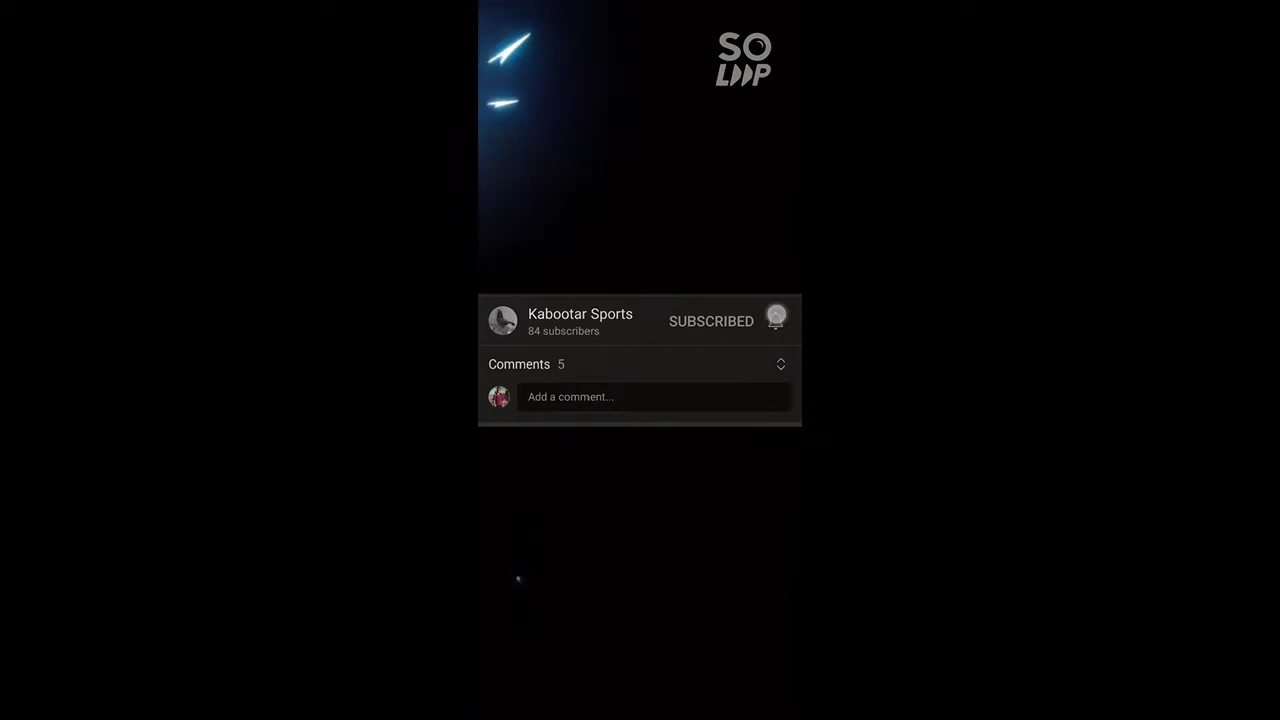 SO
LOOP
Kabootar Sports
84 subscribers
SUBSCRIBED
Comments 5
Add a comment...